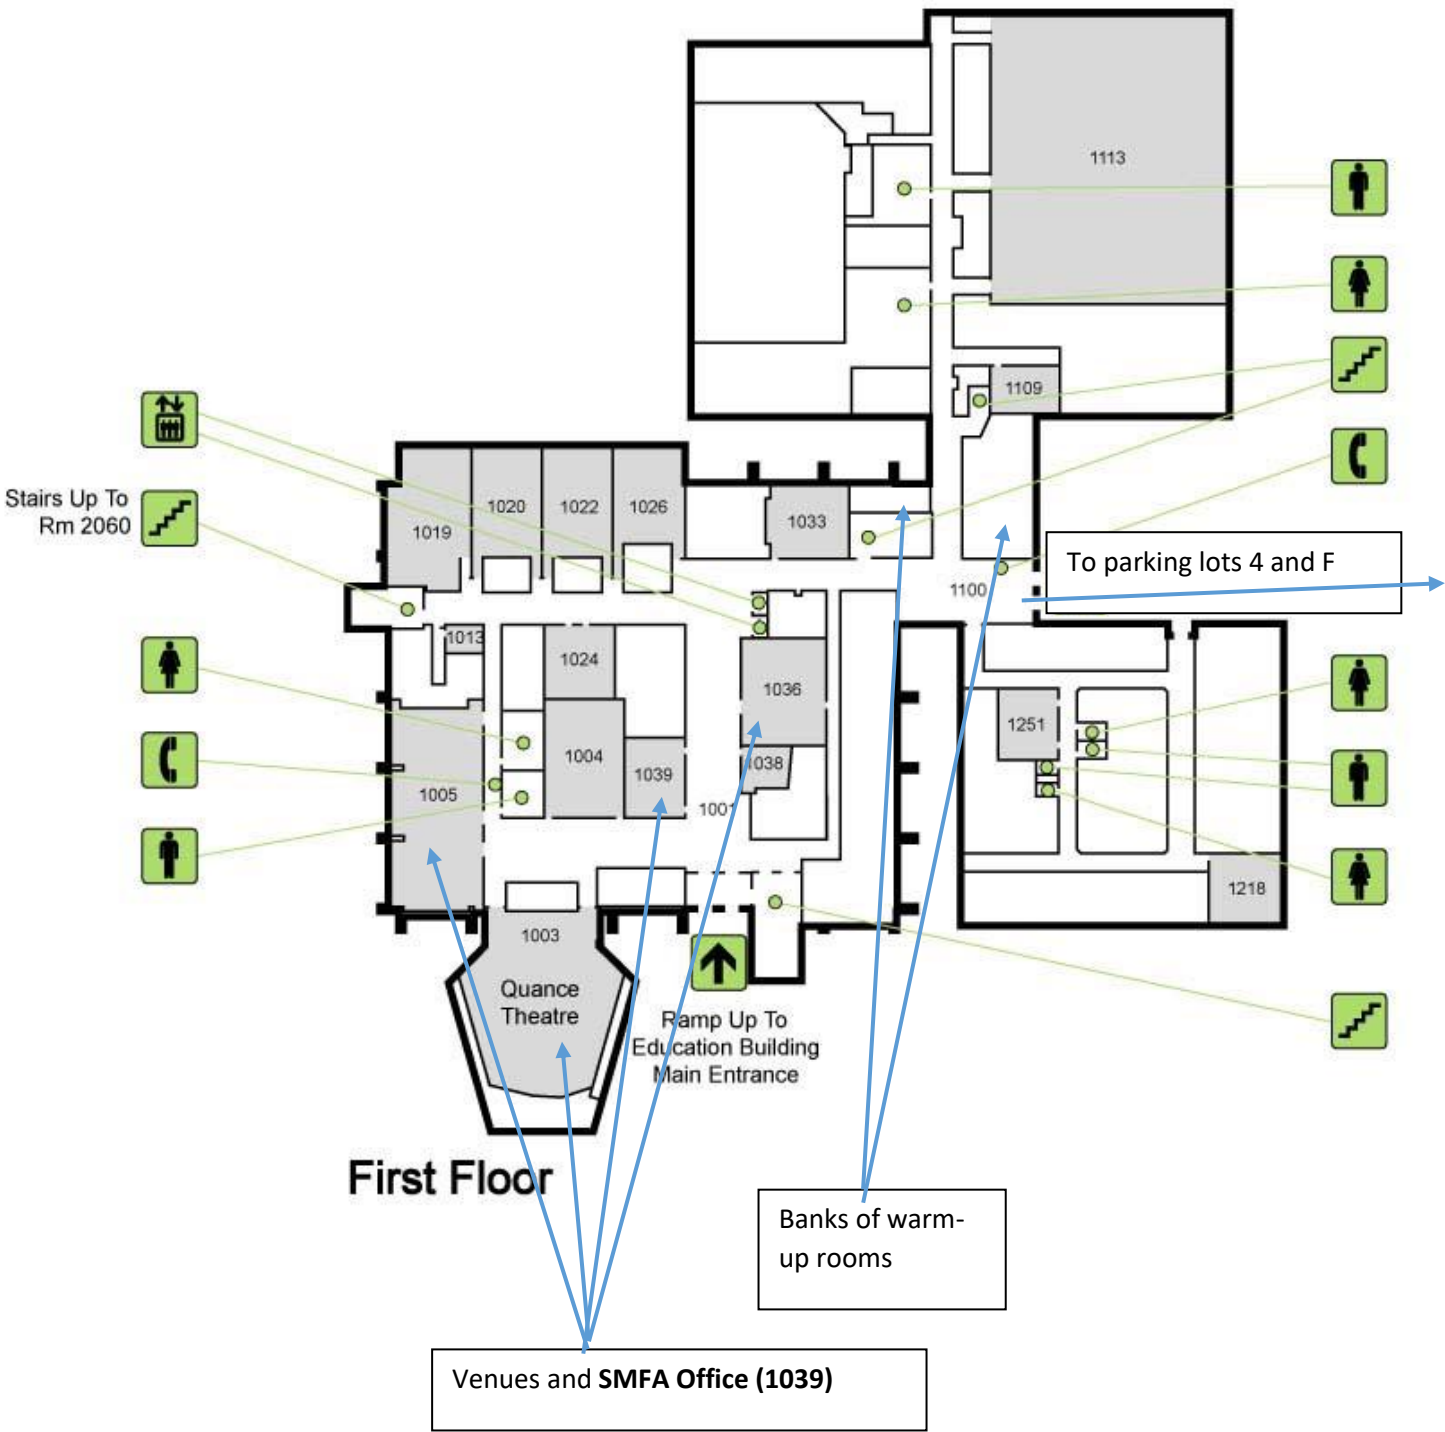 1113
1109
Stairs Up To
Rm 2060
1019
1020
1022
1026
1033
To parking lots 4 and F
1100
1013
1024
1036
1251
1004
1039
1038
1005
1001
1218
1003
Quance
Theatre
Ramp Up To
Education Building
Main Entrance
First Floor
Banks of warm-
up rooms
Venues and SMFA Office (1039)